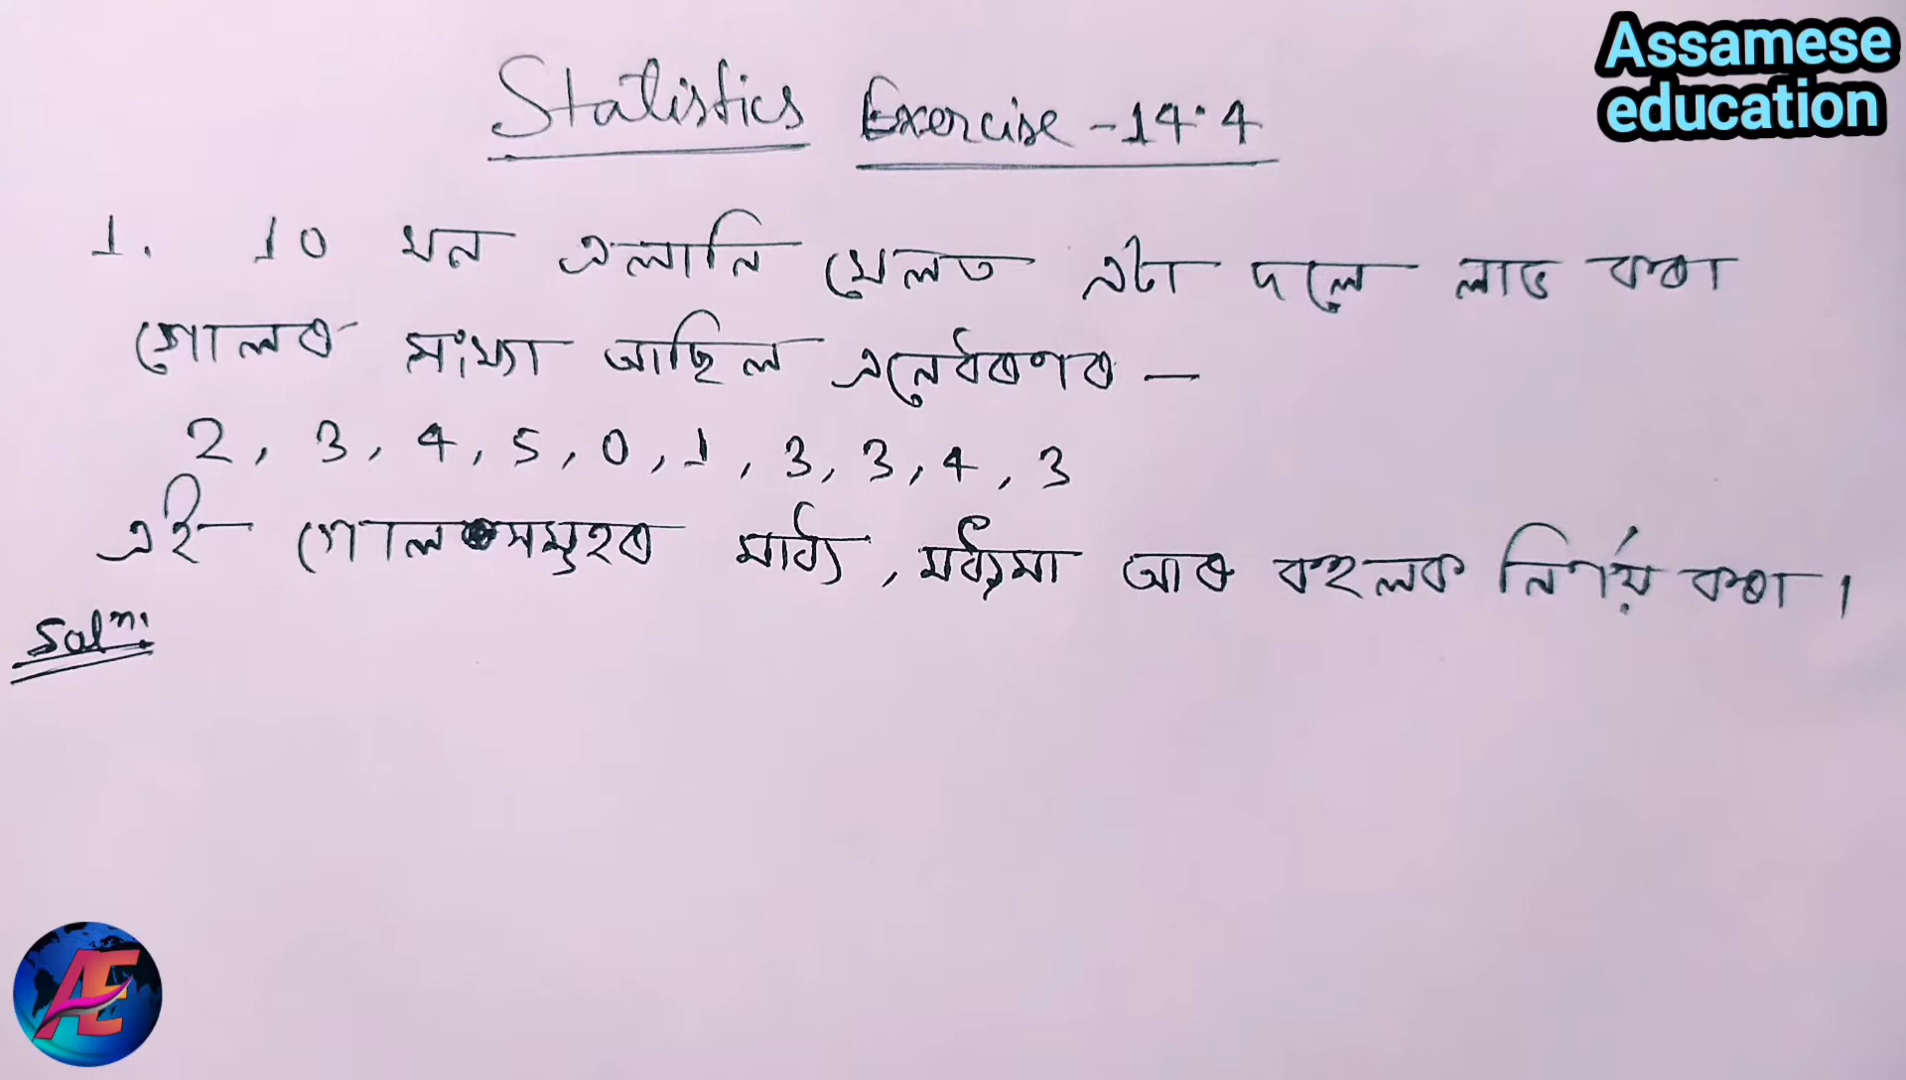 Assamese
education
Statistics Exercise - 14.4
1. 10 খন এলানি খেলত এটা দলে লাভ কৰা
গোলৰ সংখ্যা আছিল এনেধৰণৰ —
2, 3, 4, 5, 0, 1, 3, 3, 4, 3
এই গোলসমুহৰ মাধ্য, মধ্যমা আৰু বহুলক নিৰ্ণয় কৰা।
Solⁿ:
AE